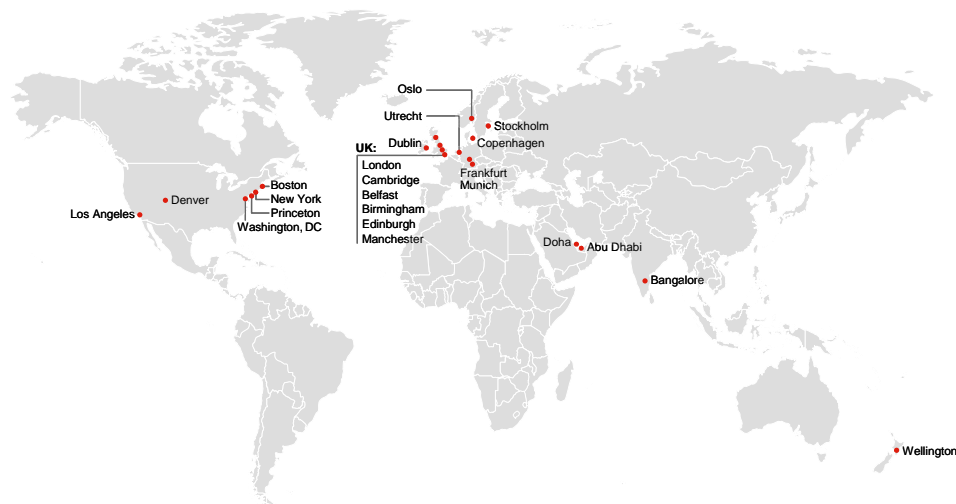 Oslo
Utrecht
Stockholm
Dublin
Copenhagen
UK:
London
Cambridge
Belfast
Birmingham
Edinburgh
Manchester
Frankfurt
Munich
Boston
Denver
New York
Los Angeles
Princeton
Washington, DC
Doha
Abu Dhabi
Bangalore
Wellington